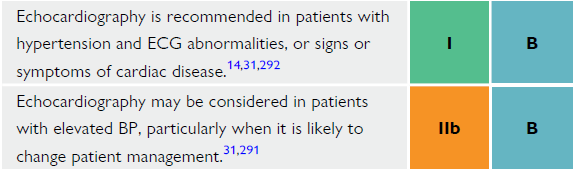 Echocardiography is recommended in patients with
hypertension and ECG abnormalities, or signs or
symptoms of cardiac disease.14,31,292
I
B
Echocardiography may be considered in patients
with elevated BP, particularly when it is likely to
change patient management.31,291
IIb
B